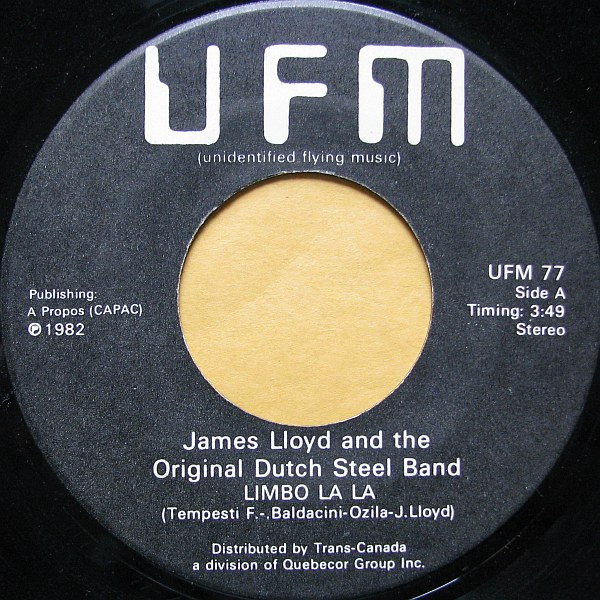 UFM
(unidentified flying music)
Publishing:
A Propos (CAPAC)
℗1982
UFM 77
Side A
Timing: 3:49
Stereo
James Lloyd and the
Original Dutch Steel Band
LIMBO LA LA
(Tempesti F.-.Baldacini-Ozila-J.Lloyd)
Distributed by Trans-Canada
a division of Quebecor Group Inc.